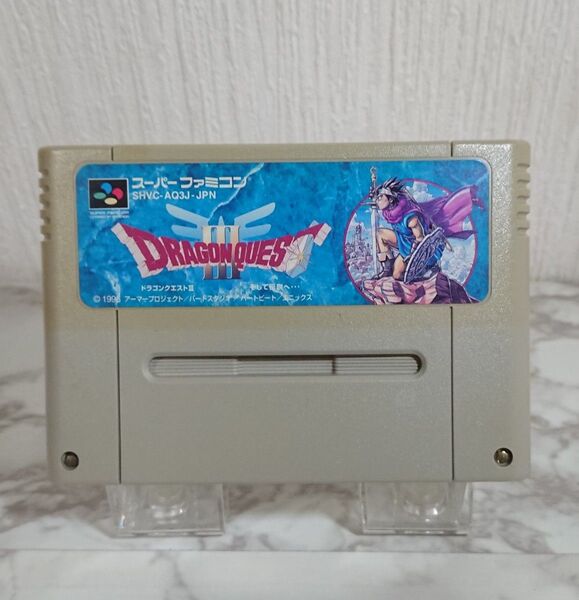 スーパーファミコン
SHVC-AQ3J-JPN
DRAGON QUEST
III
ドラゴンクエストIII そして伝説へ…
©1996 アーマープロジェクト/バードスタジオ/ハートビート/エニックス
SUPER FAMICOM